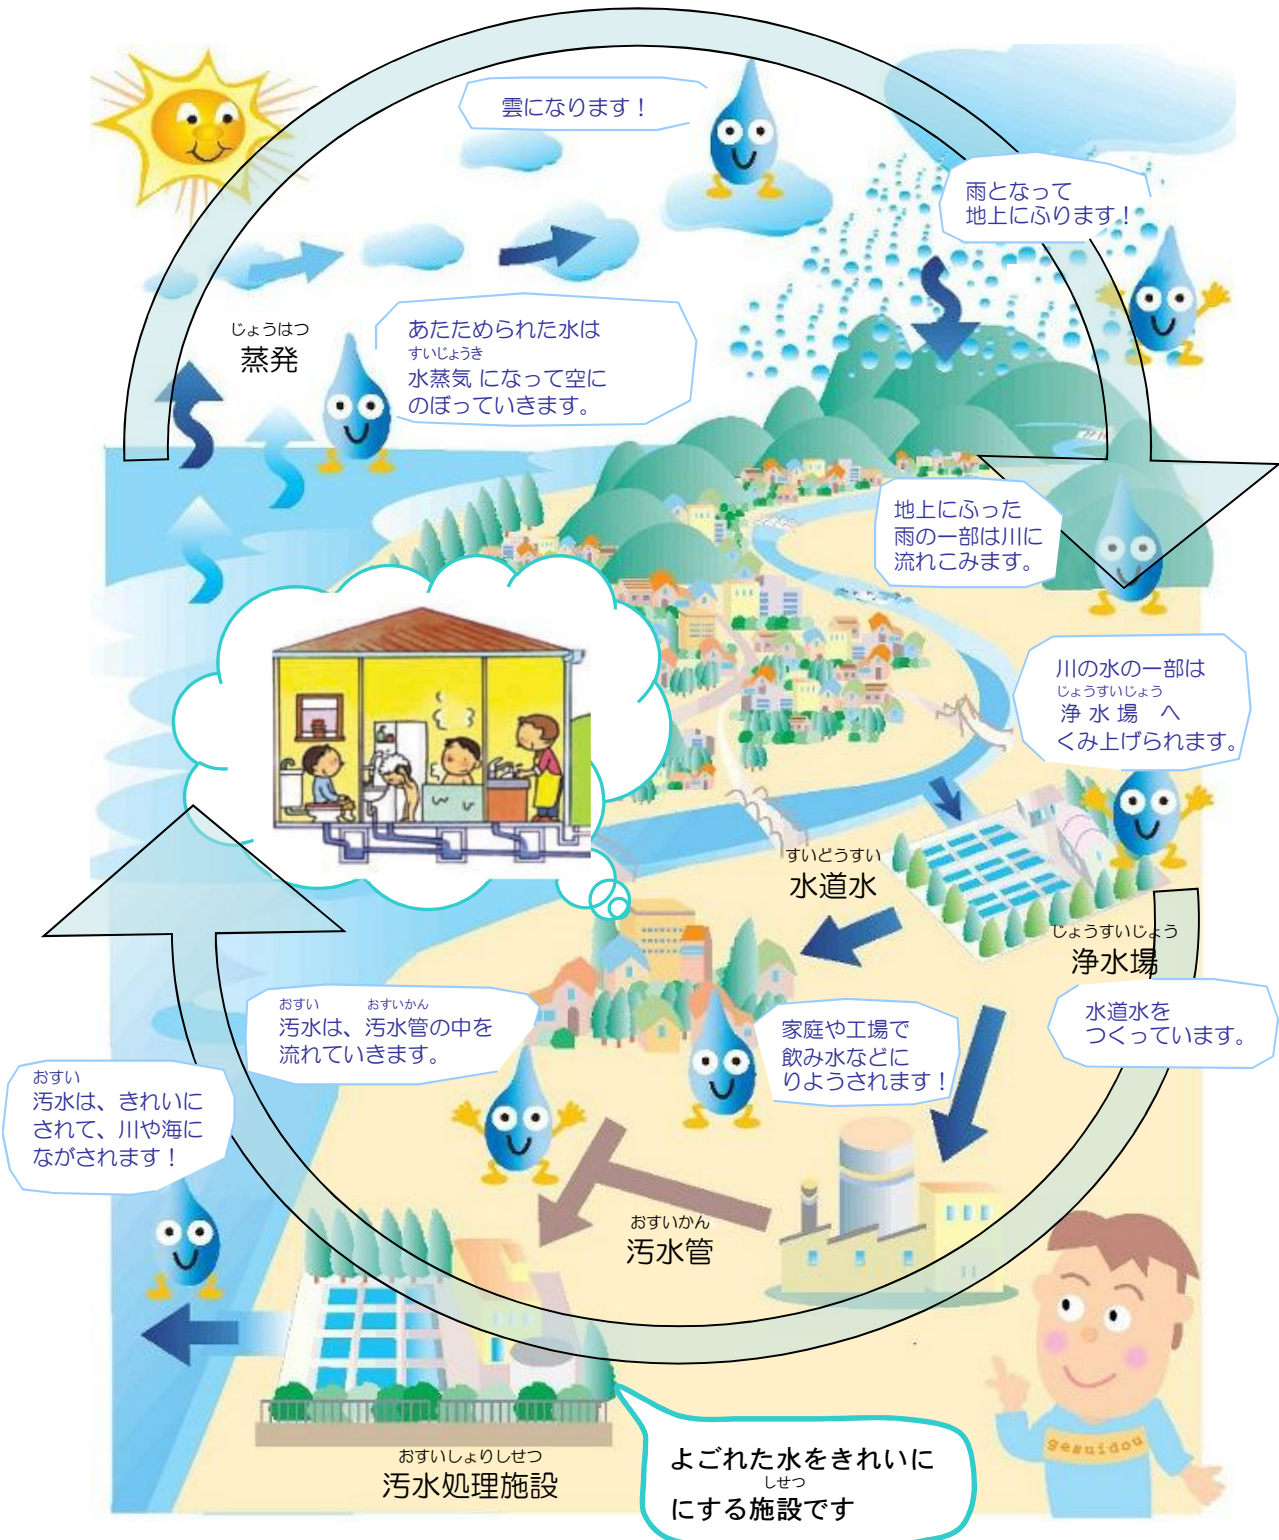 雲になります！
雨となって
地上にふります！
じょうはつ
蒸発
あたためられた水は
すいじょうき
水蒸気 になって空に
のぼっていきます。
地上にふった
雨の一部は川に
流れこみます。
川の水の一部は
じょうすいじょう
浄 水 場 へ
くみ上げられます。
すいどうすい
水道水
じょうすいじょう
浄水場
水道水を
つくっています。
家庭や工場で
飲み水などに
りようされます！
おすい おすいかん
汚水は、汚水管の中を
流れていきます。
おすい
汚水は、きれいに
されて、川や海に
ながされます！
おすいかん
汚水管
おすいしょりしせつ
汚水処理施設
よごれた水をきれいに
しせつ
にする施設です
gesuidou